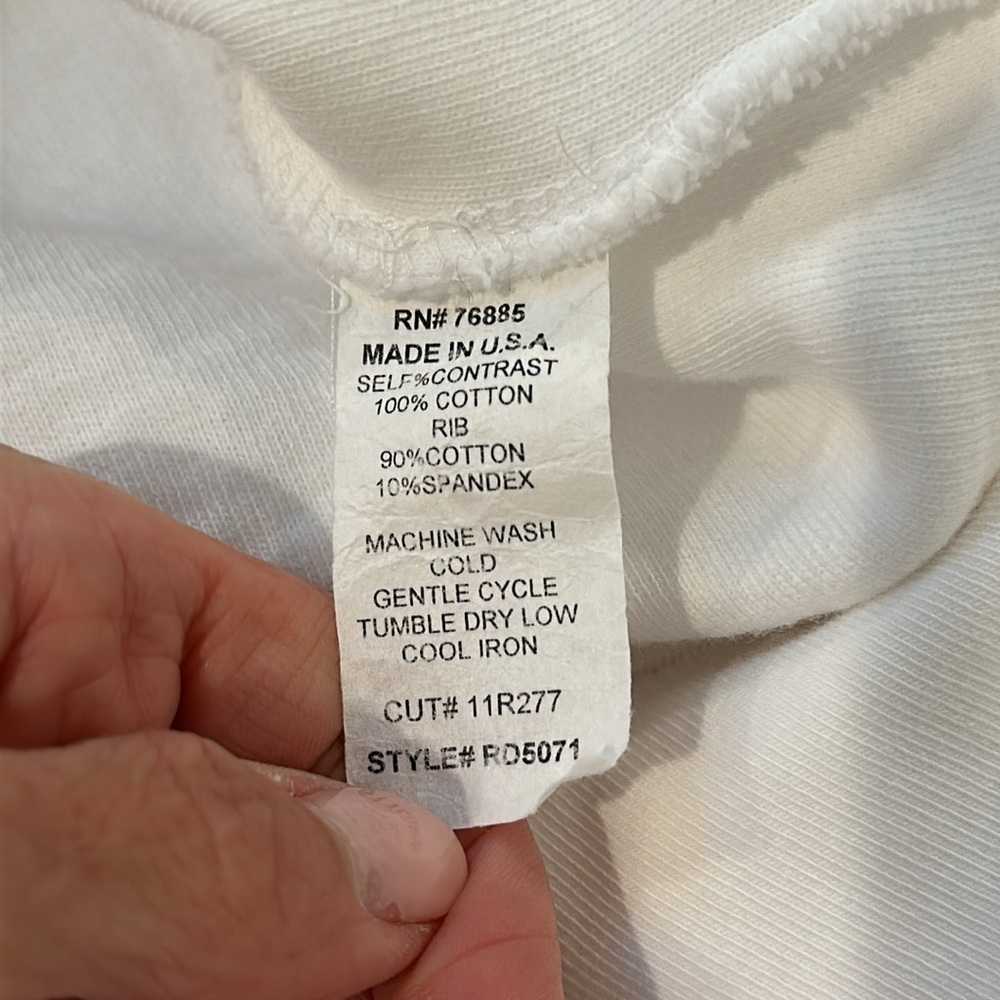 RN# 76885
MADE IN U.S.A.
SELF%CONTRAST
100% COTTON
RIB
90%COTTON
10%SPANDEX
MACHINE WASH
COLD
GENTLE CYCLE
TUMBLE DRY LOW
COOL IRON
CUT# 11R277
STYLE# RD5071